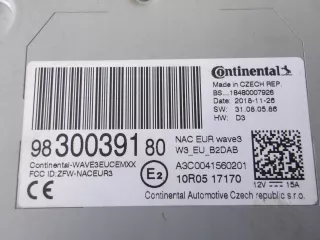 Continental
Made in CZECH REP.
BS...18480007926
Date: 2018-11-26
SW: 31.08.05.86
HW: D3
98 300391 80
NAC EUR wave3
W3_EU_B2DAB
Continental-WAVE3EUCEMXX
FCC ID:ZFW-NACEUR3
E2
A3C0041560201
10R05 17170
12V 15A
Continental Automotive Czech republic s.r.o.